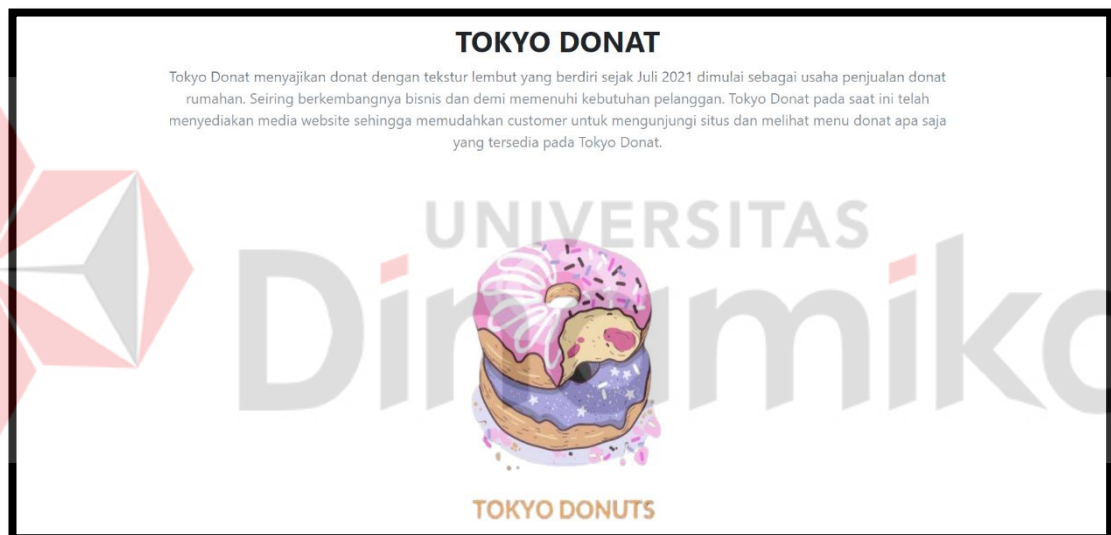 TOKYO DONAT
Tokyo Donat menyajikan donat dengan tekstur lembut yang berdiri sejak Juli 2021 dimulai sebagai usaha penjualan donat
rumahan. Seiring berkembangnya bisnis dan demi memenuhi kebutuhan pelanggan. Tokyo Donat pada saat ini telah
menyediakan media website sehingga memudahkan customer untuk mengunjungi situs dan melihat menu donat apa saja
yang tersedia pada Tokyo Donat.
UNIVERSITAS
Dinamika
TOKYO DONUTS